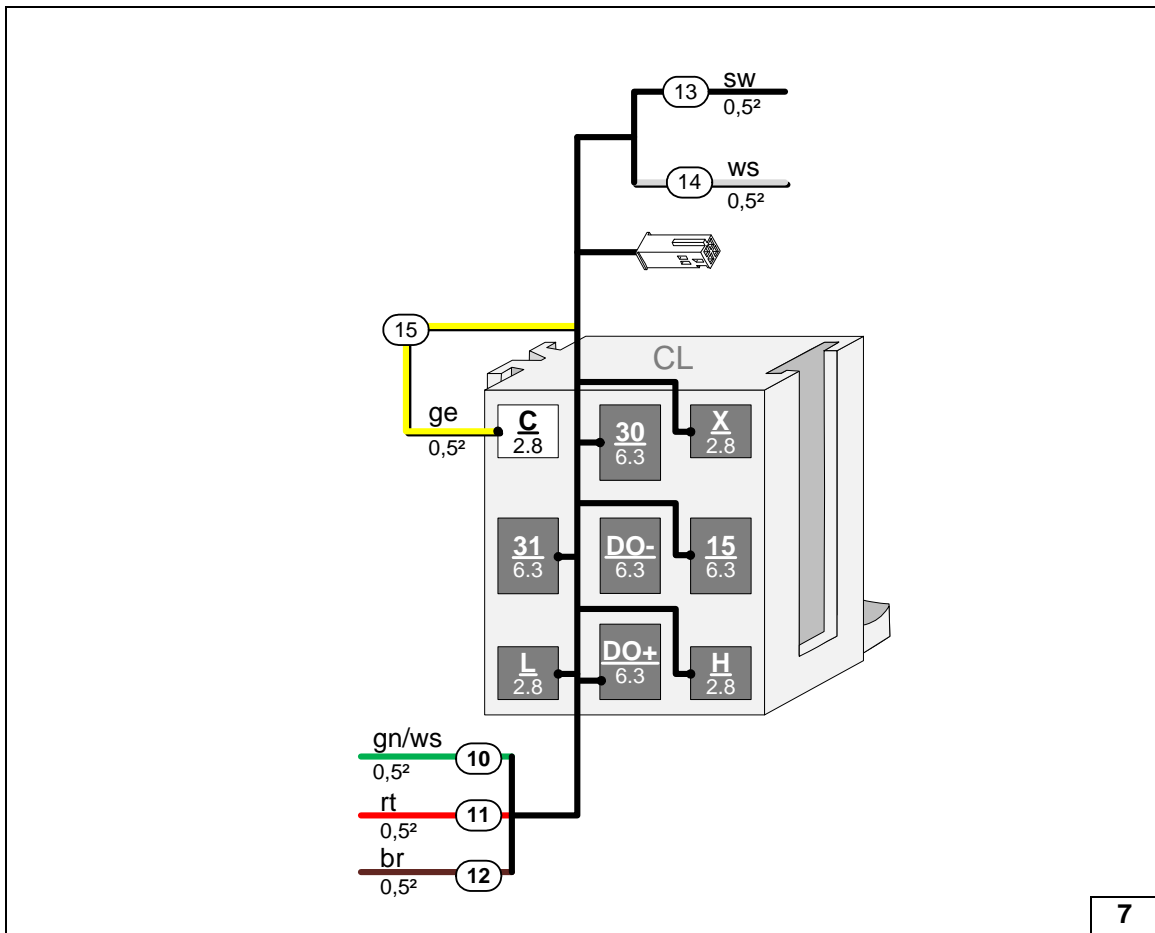 13 sw
0,5²
14 ws
0,5²
15
CL
ge
0,5²
C
2.8
30
6.3
X
2.8
31
6.3
DO-
6.3
15
6.3
L
2.8
DO+
6.3
H
2.8
gn/ws
10
0,5²
rt
11
0,5²
br
12
0,5²
7